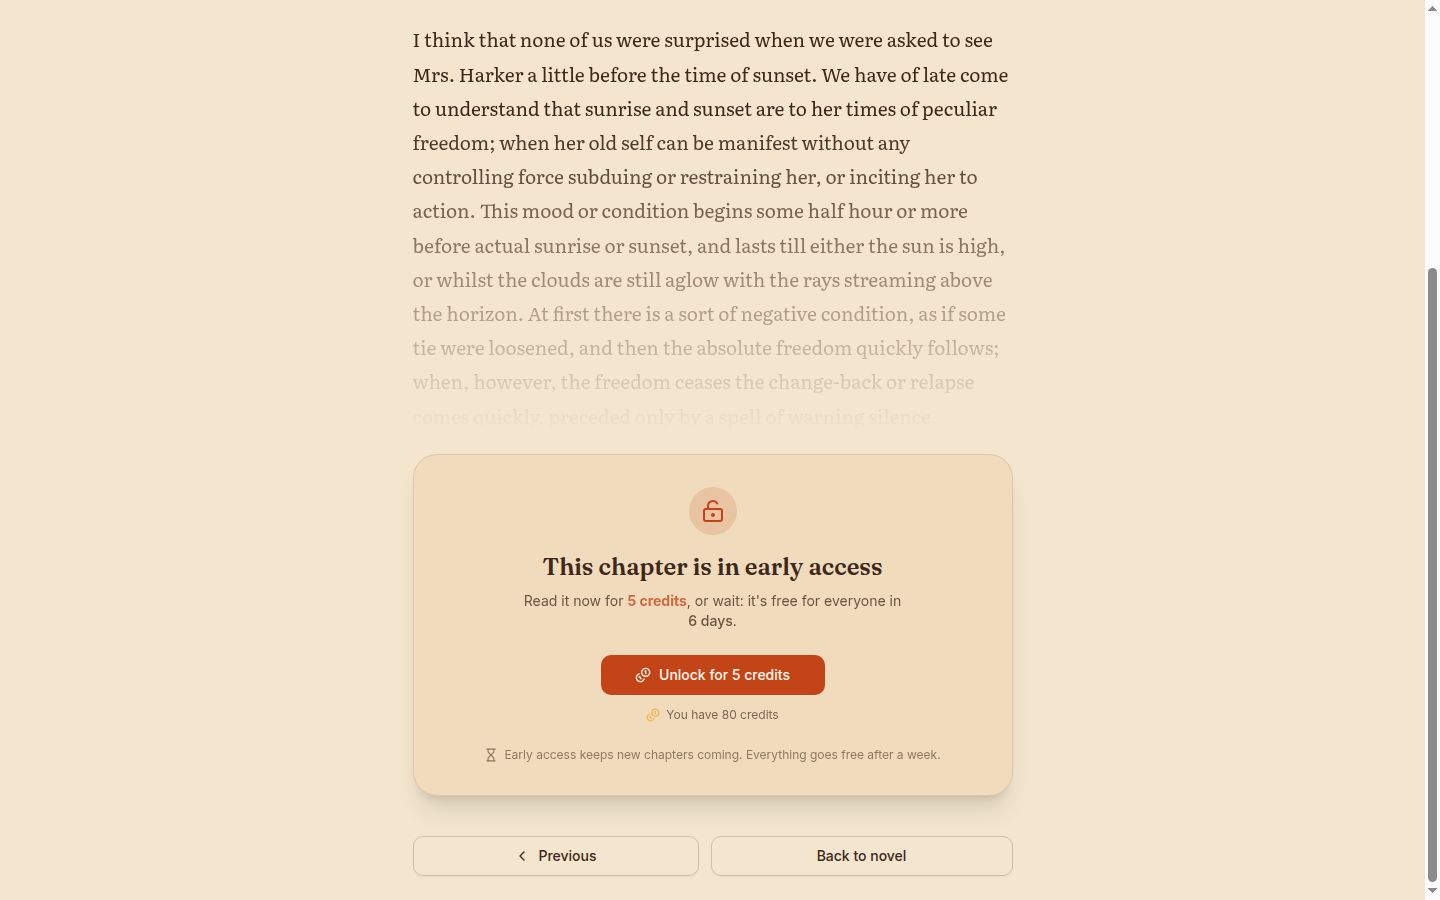 I think that none of us were surprised when we were asked to see
Mrs. Harker a little before the time of sunset. We have of late come
to understand that sunrise and sunset are to her times of peculiar
freedom; when her old self can be manifest without any
controlling force subduing or restraining her, or inciting her to
action. This mood or condition begins some half hour or more
before actual sunrise or sunset, and lasts till either the sun is high,
or whilst the clouds are still aglow with the rays streaming above
the horizon. At first there is a sort of negative condition, as if some
tie were loosened, and then the absolute freedom quickly follows;
when, however, the freedom ceases the change-back or relapse
comes quickly, preceded only by a spell of warning silence.
This chapter is in early access
Read it now for 5 credits, or wait: it's free for everyone in
6 days.
Unlock for 5 credits
You have 80 credits
Early access keeps new chapters coming. Everything goes free after a week.
Previous
Back to novel